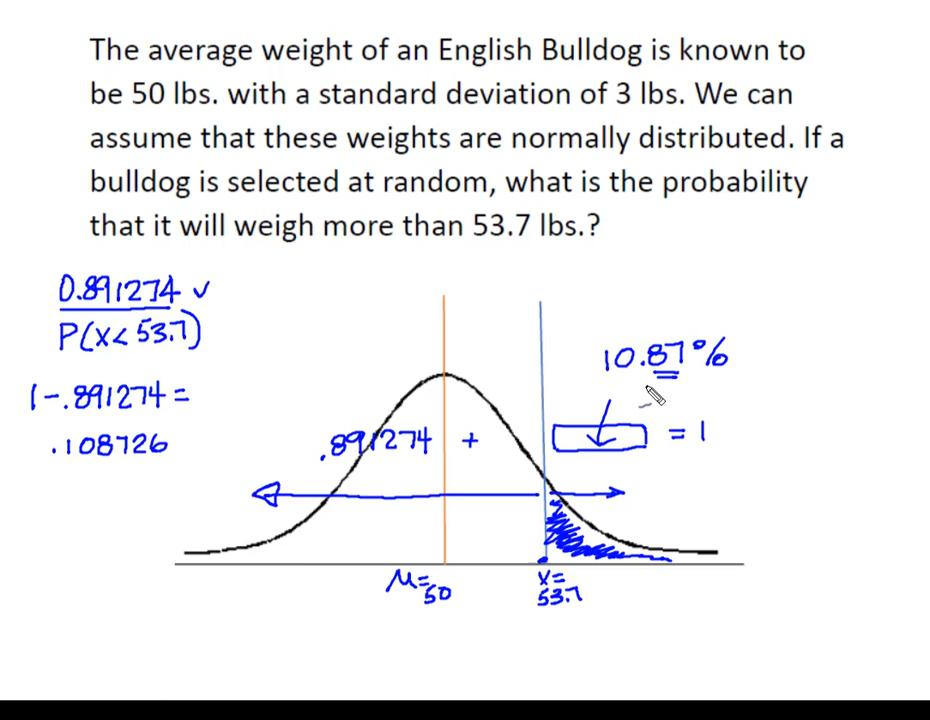 The average weight of an English Bulldog is known to
be 50 lbs. with a standard deviation of 3 lbs. We can
assume that these weights are normally distributed. If a
bulldog is selected at random, what is the probability
that it will weigh more than 53.7 lbs.?
0.891274 ✓
P(X< 53.7)
1-.891274 =
.108726
10.87%
.891274 + = 1
μ=50
X=
53.7